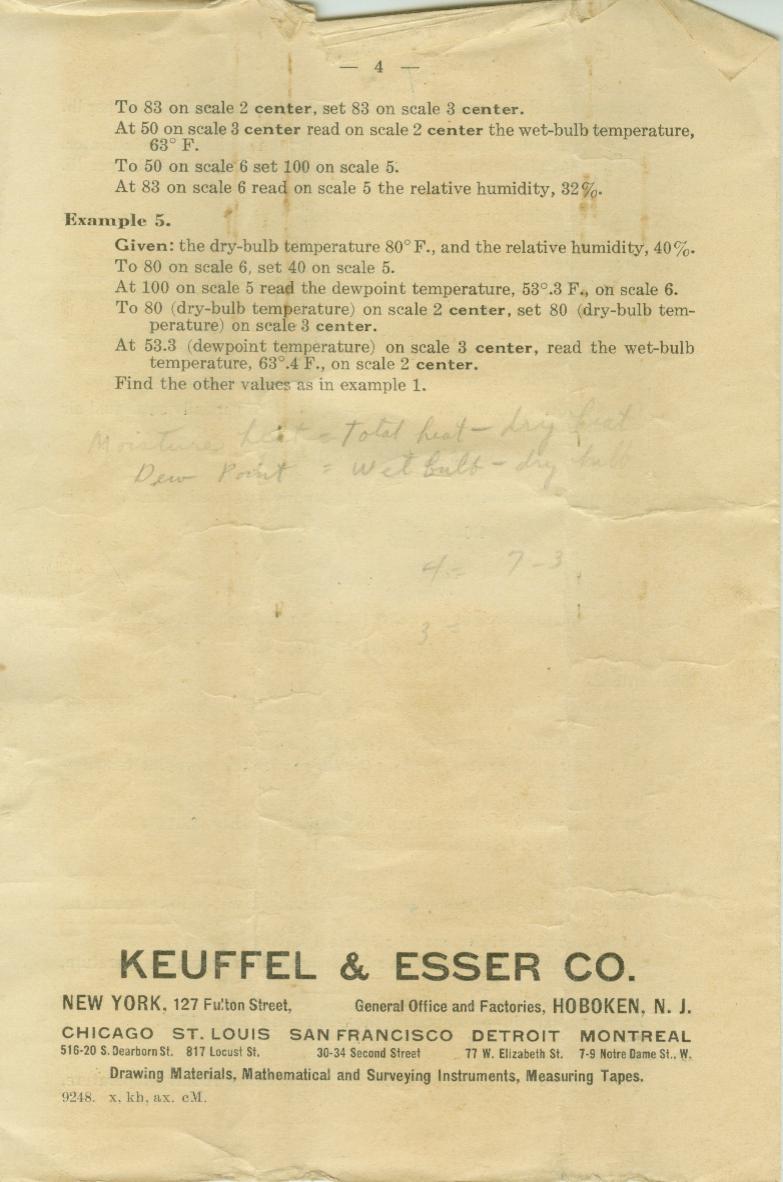 — 4 —
To 83 on scale 2 center, set 83 on scale 3 center.
At 50 on scale 3 center read on scale 2 center the wet-bulb temperature,
63° F.
To 50 on scale 6 set 100 on scale 5.
At 83 on scale 6 read on scale 5 the relative humidity, 32%.
Example 5.
Given: the dry-bulb temperature 80° F., and the relative humidity, 40%.
To 80 on scale 6, set 40 on scale 5.
At 100 on scale 5 read the dewpoint temperature, 53°.3 F., on scale 6.
To 80 (dry-bulb temperature) on scale 2 center, set 80 (dry-bulb tem-
perature) on scale 3 center.
At 53.3 (dewpoint temperature) on scale 3 center, read the wet-bulb
temperature, 63°.4 F., on scale 2 center.
Find the other values as in example 1.
Moisture heat = Total heat – dry heat
Dew Point = Wet bulb – dry bulb
4 = 7 – 3
3 =
KEUFFEL & ESSER CO.
NEW YORK, 127 Fulton Street, General Office and Factories, HOBOKEN, N. J.
CHICAGO ST. LOUIS SAN FRANCISCO DETROIT MONTREAL
516-20 S. Dearborn St. 817 Locust St. 30-34 Second Street 77 W. Elizabeth St. 7-9 Notre Dame St., W.
Drawing Materials, Mathematical and Surveying Instruments, Measuring Tapes.
9248. x. kh, ax. cM.